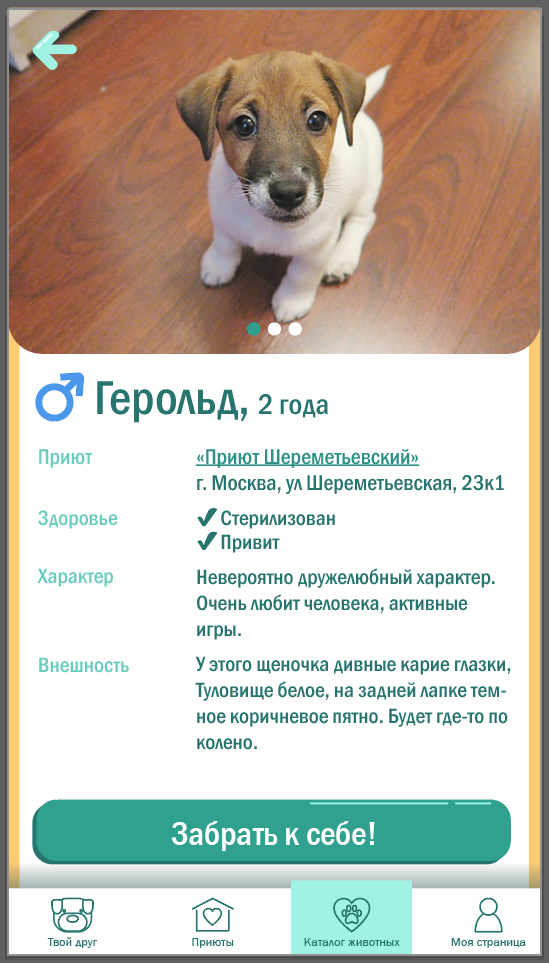 Герольд, 2 года
Приют
«Приют Шереметьевский»
г. Москва, ул Шереметьевская, 23к1
Здоровье
Стерилизован
Привит
Характер
Невероятно дружелюбный характер.
Очень любит человека, активные
игры.
Внешность
У этого щеночка дивные карие глазки,
Туловище белое, на задней лапке тем-
ное коричневое пятно. Будет где-то по
колено.
Забрать к себе!
Твой друг
Приюты
Каталог животных
Моя страница